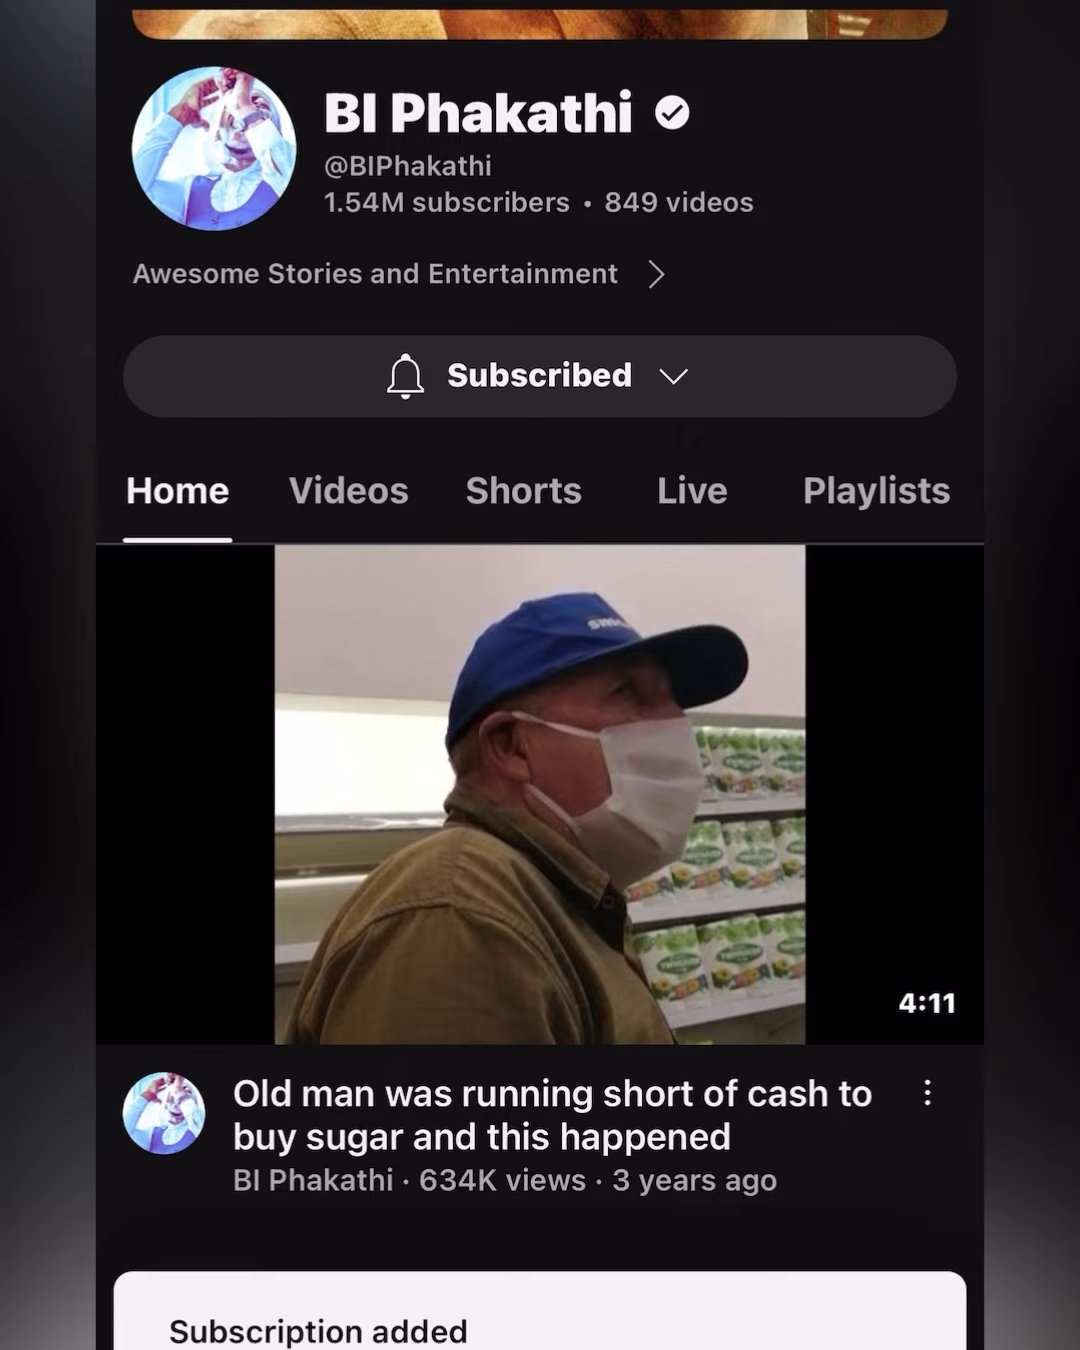 BI Phakathi
@BIPhakathi
1.54M subscribers • 849 videos
Awesome Stories and Entertainment
Subscribed
Home Videos Shorts Live Playlists
4:11
Old man was running short of cash to
buy sugar and this happened
BI Phakathi · 634K views · 3 years ago
Subscription added